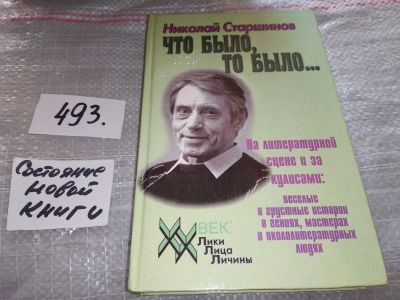 Николай Старшинов
ЧТО БЫЛО,
ТО БЫЛО...
493.
Состояние
новой
книги
На литературной
сцене и за
кулисами:
веселые
и грустные истории
о гениях, мастерах
и окололитературных
людях
XX ВЕК:
Лики
Лица
Личины